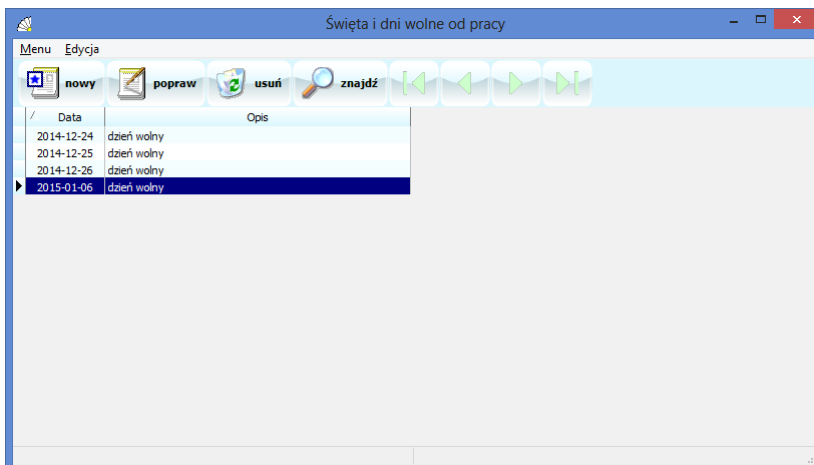 Święta i dni wolne od pracy
Menu Edycja
nowy popraw usuń znajdź
Data Opis
2014-12-24 dzień wolny
2014-12-25 dzień wolny
2014-12-26 dzień wolny
2015-01-06 dzień wolny